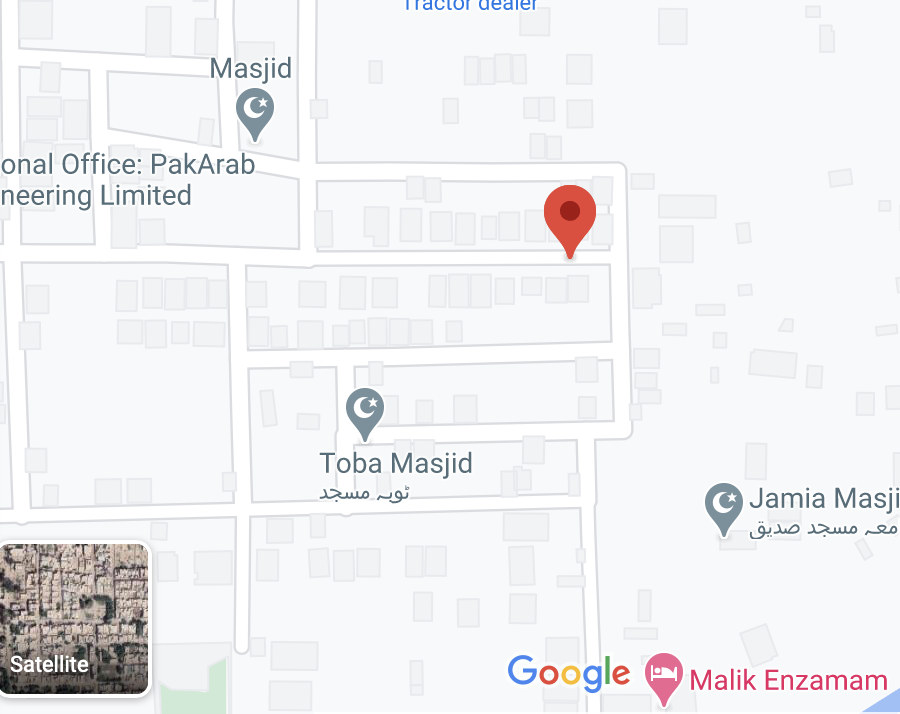 Tractor dealer
Masjid
onal Office: PakArab
neering Limited
Toba Masjid
ٹوبہ مسجد
Jamia Masji
امعہ مسجد صدیق
Satellite
Google
Malik Enzamam